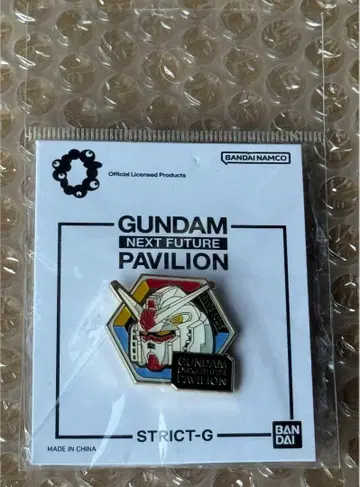 Official Licensed Products
BANDAI NAMCO
GUNDAM
NEXT FUTURE
PAVILION
GUNDAM
NEXT FUTURE
PAVILION
STRICT-G
MADE IN CHINA
BAN
DAI